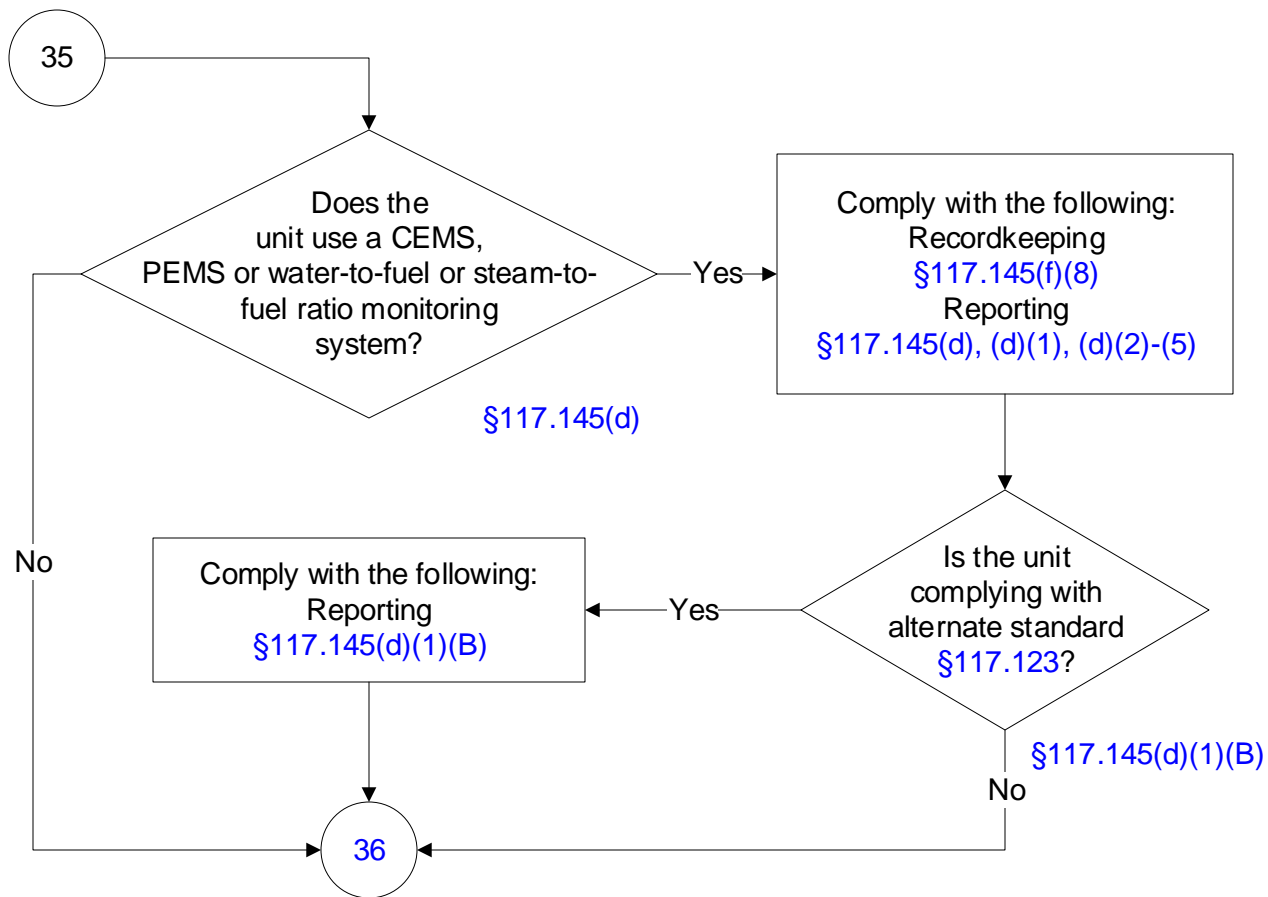 35
Does the
unit use a CEMS,
PEMS or water-to-fuel or steam-to-
fuel ratio monitoring
system?
§117.145(d)
Yes
Comply with the following:
Recordkeeping
§117.145(f)(8)
Reporting
§117.145(d), (d)(1), (d)(2)-(5)
Is the unit
complying with
alternate standard
§117.123?
§117.145(d)(1)(B)
Yes
Comply with the following:
Reporting
§117.145(d)(1)(B)
No
No
36